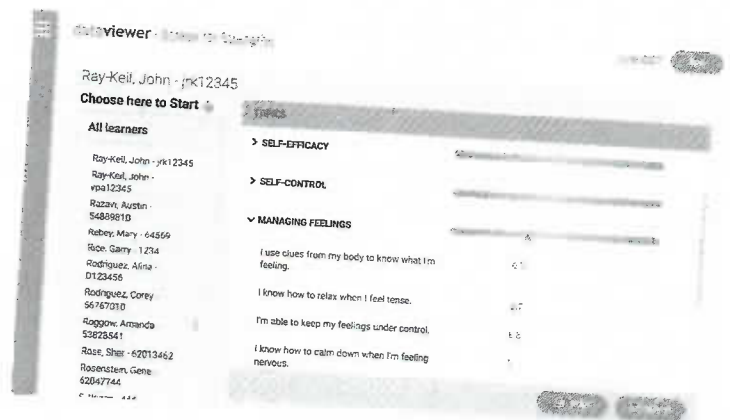 dataviewer
Ray-Keil, John - jrk12345
Choose here to Start
All learners
Ray-Keil, John - jrk12345
Ray-Keil, John -
vpa12345
Razavi, Austin -
54889810
Rebey, Mary - 64569
Rice, Garry - 1234
Rodriguez, Alina -
D123456
Rodriguez, Corey
56767010
Roggow, Amanda
53828541
Rose, Sher - 62013462
Rosenstein, Gene
62047744
TOPICS
> SELF-EFFICACY
> SELF-CONTROL
MANAGING FEELINGS
I use clues from my body to know what I'm
feeling.
I know how to relax when I feel tense.
I'm able to keep my feelings under control.
I know how to calm down when I'm feeling
nervous.